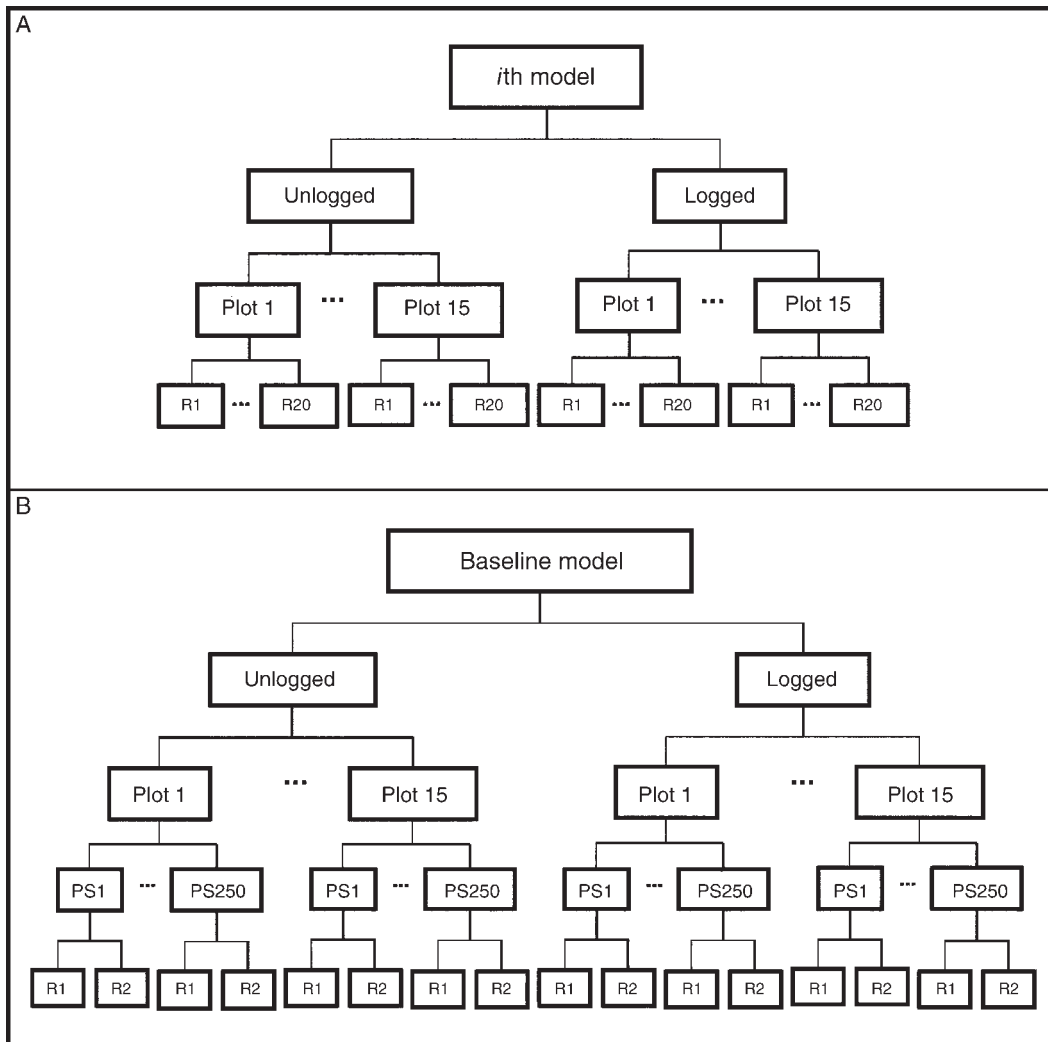 A
ith model
Unlogged Logged
Plot 1 ... Plot 15 Plot 1 ... Plot 15
R1 ... R20 R1 ... R20 R1 ... R20 R1 ... R20
B
Baseline model
Unlogged Logged
Plot 1 ... Plot 15 Plot 1 ... Plot 15
PS1 ... PS250 PS1 ... PS250 PS1 ... PS250 PS1 ... PS250
R1 R2 R1 R2 R1 R2 R1 R2 R1 R2 R1 R2 R1 R2 R1 R2